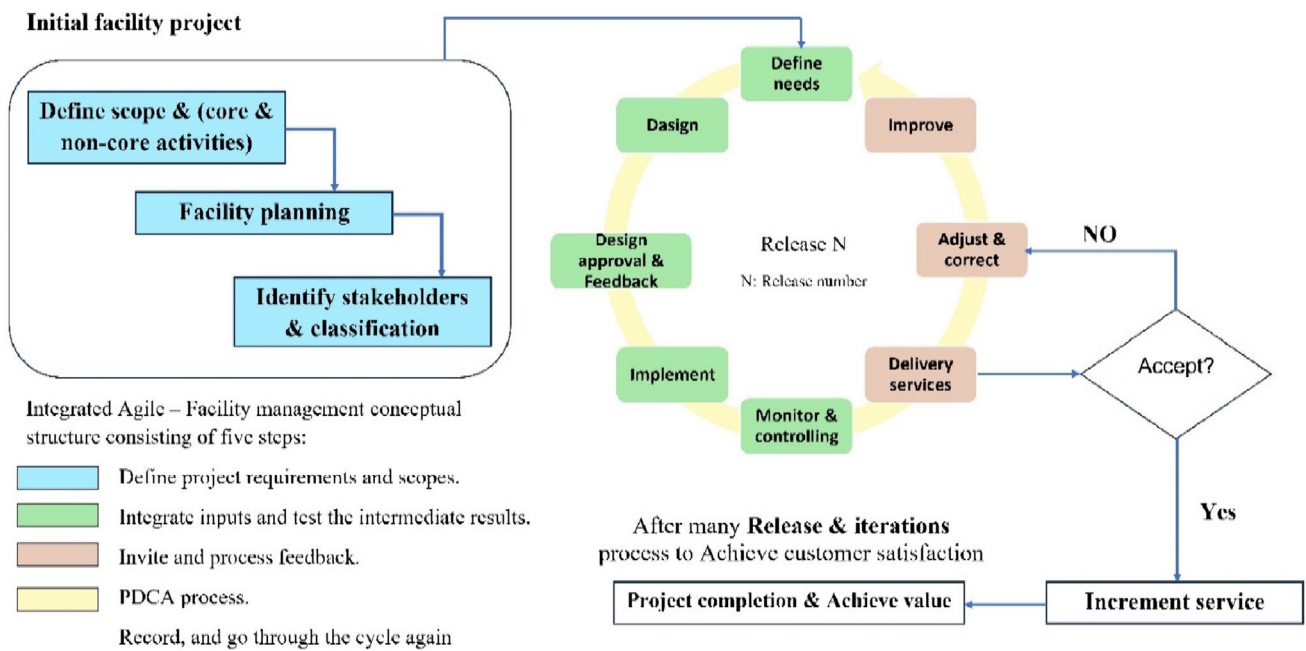 Initial facility project
Define scope & (core &
non-core activities)
Facility planning
Identify stakeholders
& classification
Define
needs
Dasign
Improve
Design
approval &
Feedback
Release N
N: Release number
Adjust &
correct
NO
Implement
Delivery
services
Accept?
Monitor &
controlling
Integrated Agile – Facility management conceptual
structure consisting of five steps:
Define project requirements and scopes.
Integrate inputs and test the intermediate results.
Invite and process feedback.
PDCA process.
Record, and go through the cycle again
Yes
After many Release & iterations
process to Achieve customer satisfaction
Project completion & Achieve value
Increment service